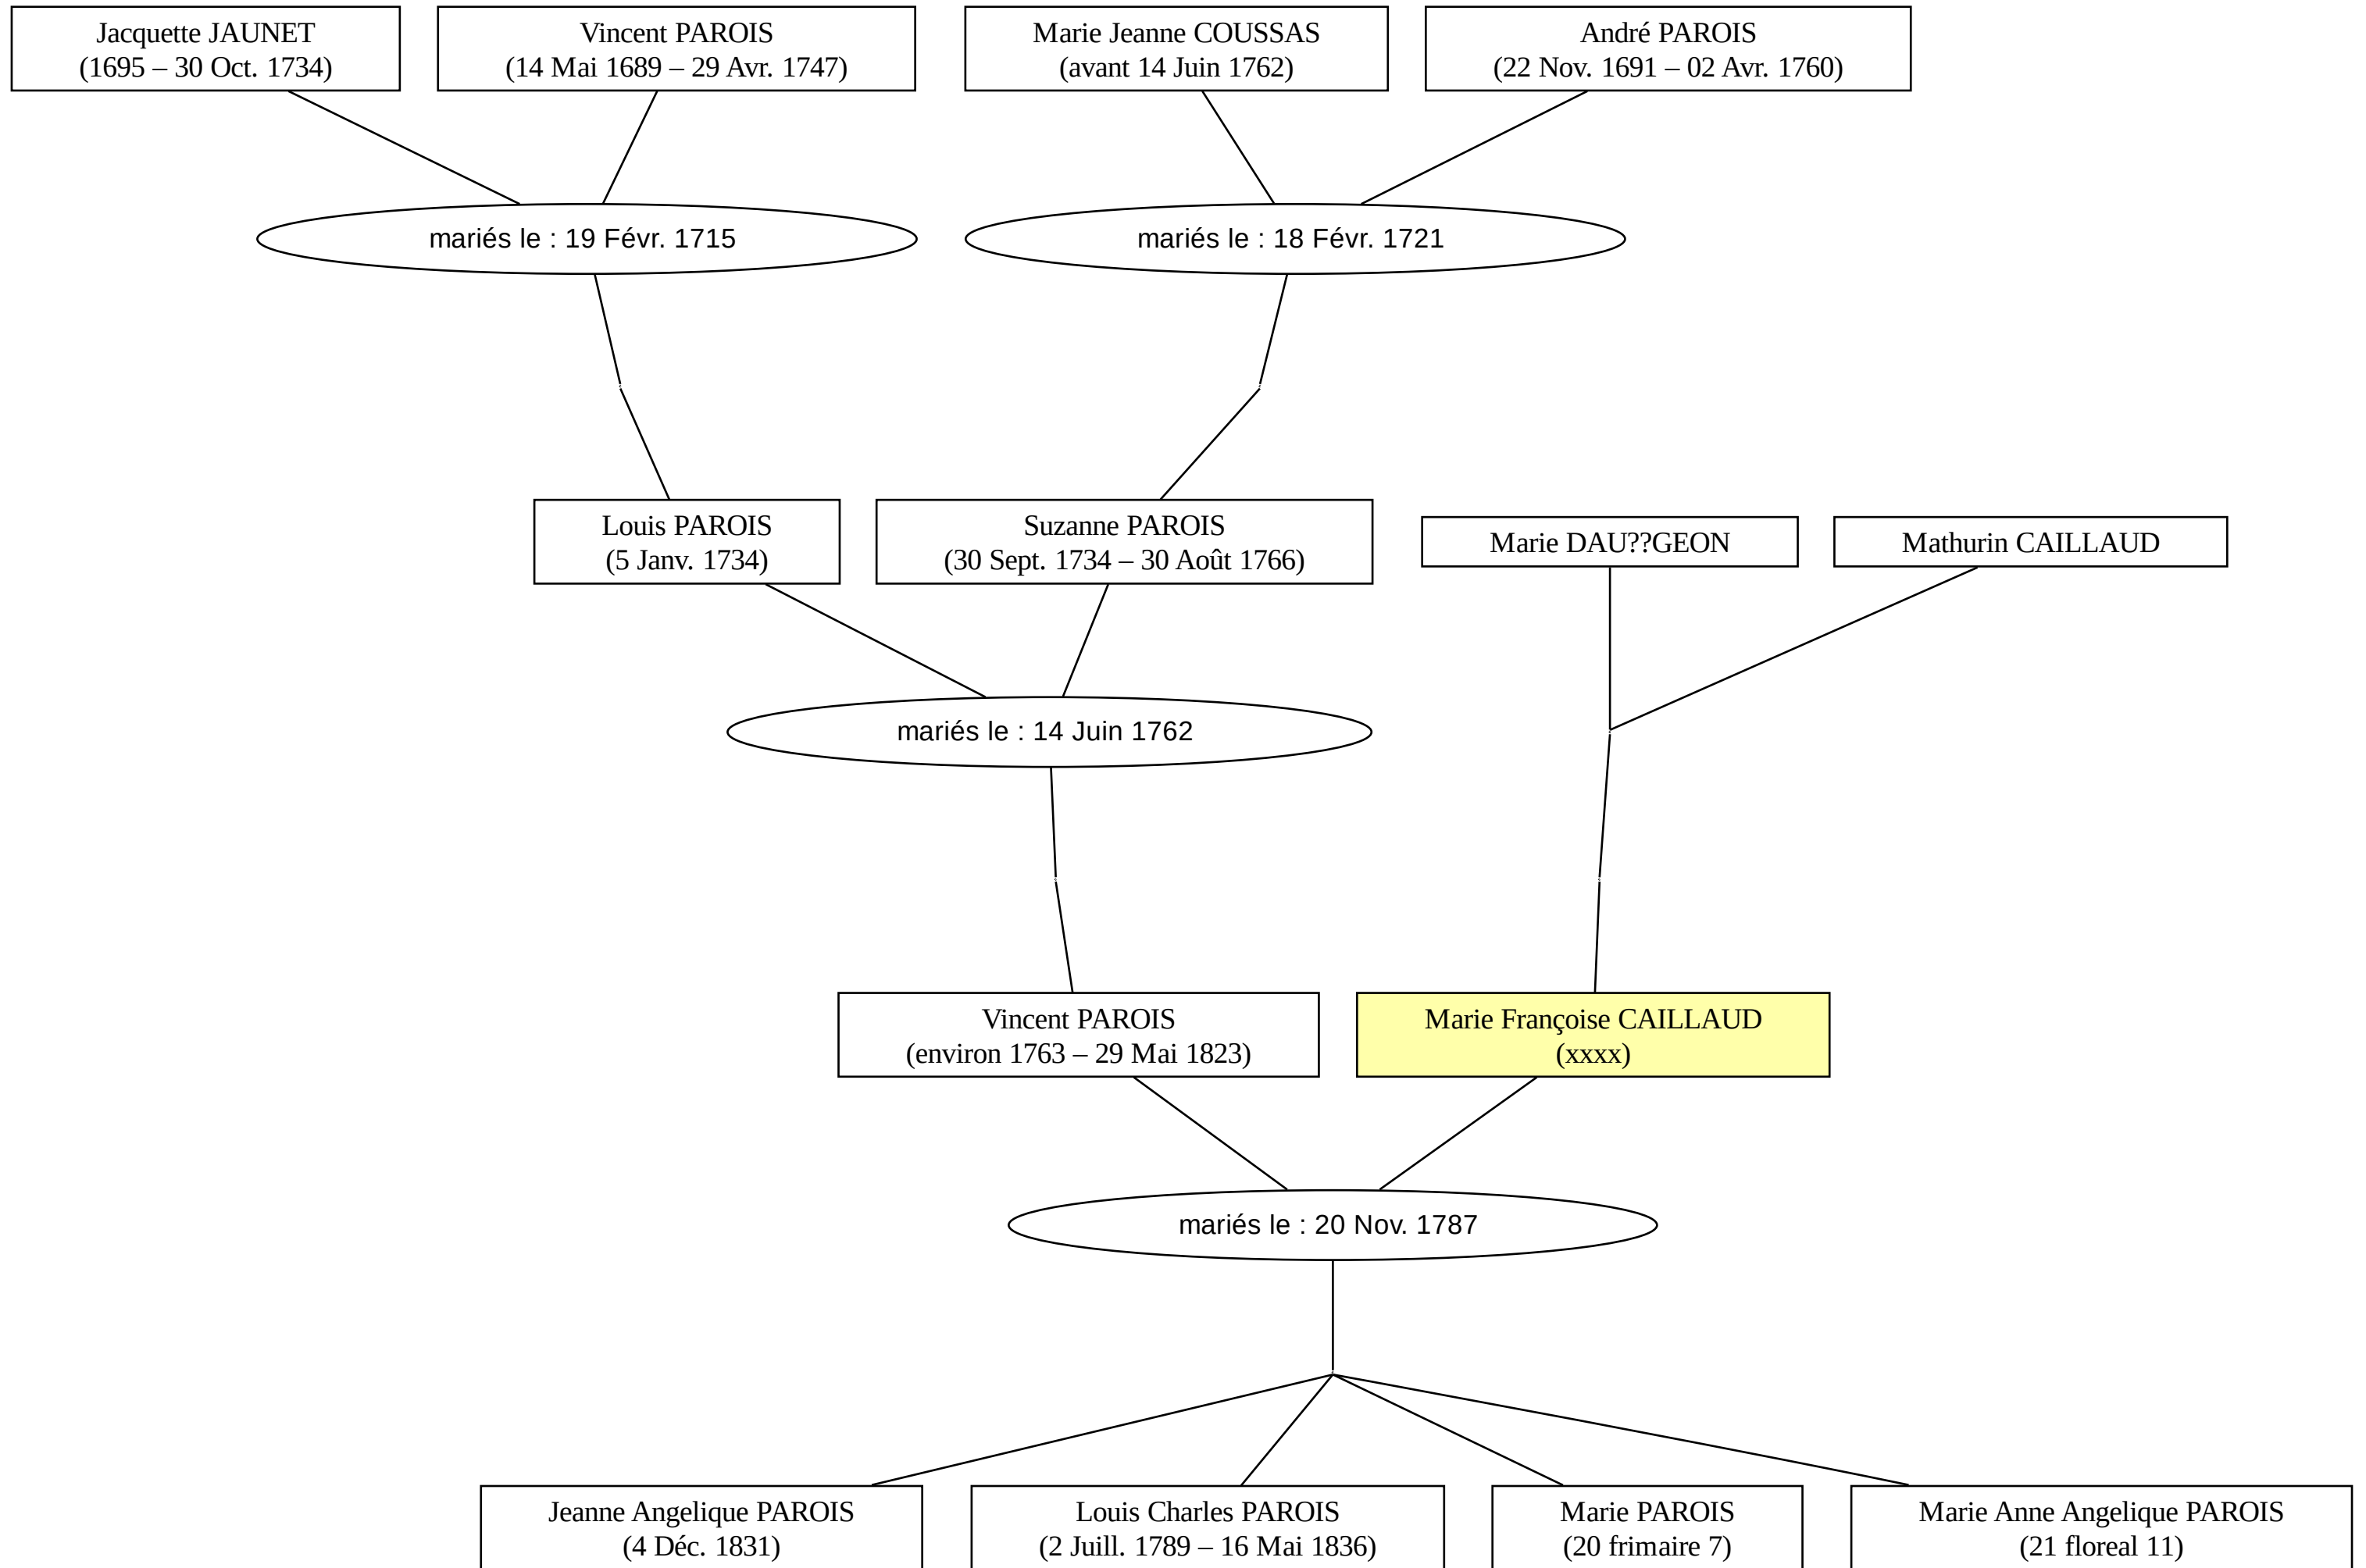 Jacquette JAUNET
(1695 – 30 Oct. 1734)
Vincent PAROIS
(14 Mai 1689 – 29 Avr. 1747)
Marie Jeanne COUSSAS
(avant 14 Juin 1762)
André PAROIS
(22 Nov. 1691 – 02 Avr. 1760)
mariés le : 19 Févr. 1715
mariés le : 18 Févr. 1721
Louis PAROIS
(5 Janv. 1734)
Suzanne PAROIS
(30 Sept. 1734 – 30 Août 1766)
Marie DAU??GEON
Mathurin CAILLAUD
mariés le : 14 Juin 1762
Vincent PAROIS
(environ 1763 – 29 Mai 1823)
Marie Françoise CAILLAUD
(xxxx)
mariés le : 20 Nov. 1787
Jeanne Angelique PAROIS
(4 Déc. 1831)
Louis Charles PAROIS
(2 Juill. 1789 – 16 Mai 1836)
Marie PAROIS
(20 frimaire 7)
Marie Anne Angelique PAROIS
(21 floreal 11)